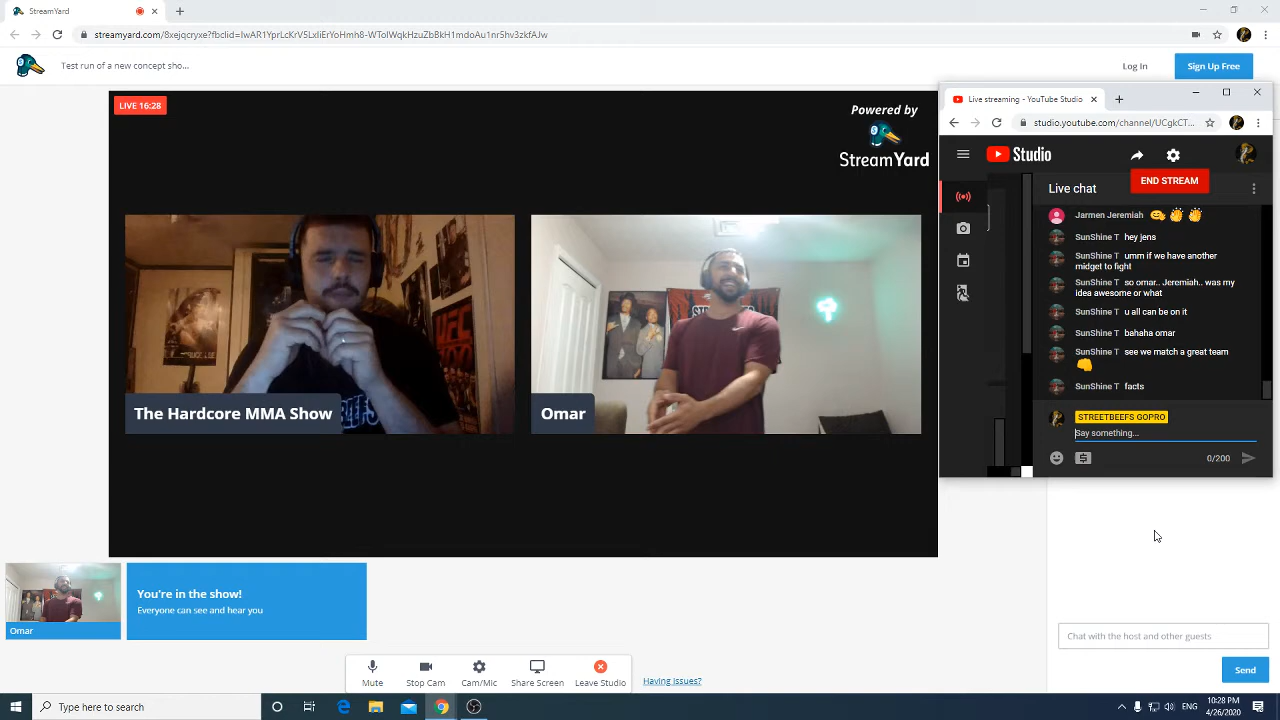 StreamYard
streamyard.com/8xejqcryxe?fbclid=IwAR1YprLcKrV5LxliErYoHmh8-WTolWqkHzuZbBkH1mdoAu1nr5hv3zkfAJw
Test run of a new concept sho...
Log In
Sign Up Free
LIVE 16:28
Powered by
StreamYard
The Hardcore MMA Show
Omar
Live streaming - YouTube Studio
studio.youtube.com/channel/UCgkCT...
Studio
END STREAM
Live chat
Jarmen Jeremiah 😊 👏 👏
SunShine T hey jens
SunShine T umm if we have another
midget to fight
SunShine T so omar.. Jeremiah.. was my
idea awesome or what
SunShine T u all can be on it
SunShine T bahaha omar
SunShine T see we match a great team
👊
SunShine T facts
STREETBEEFS GOPRO
Say something...
0/200
Omar
You're in the show!
Everyone can see and hear you
Chat with the host and other guests
Send
Mute
Stop Cam
Cam/Mic
Share Screen
Leave Studio
Having issues?
Type here to search
10:28 PM
4/26/2020
UFC